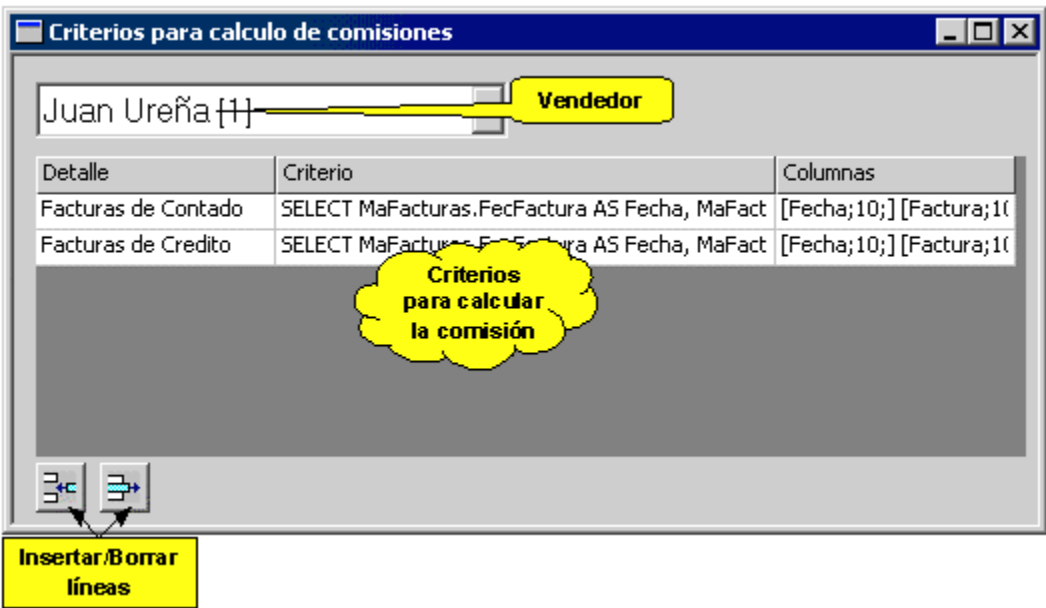 Criterios para calculo de comisiones
Juan Ureña [1]
Vendedor
Detalle Criterio Columnas
Facturas de Contado SELECT MaFacturas.FecFactura AS Fecha, MaFact [Fecha;10;] [Factura;1(
Facturas de Credito SELECT MaFacturas.FecFactura AS Fecha, MaFact [Fecha;10;] [Factura;1(
Criterios
para calcular
la comisión
Insertar/Borrar
líneas